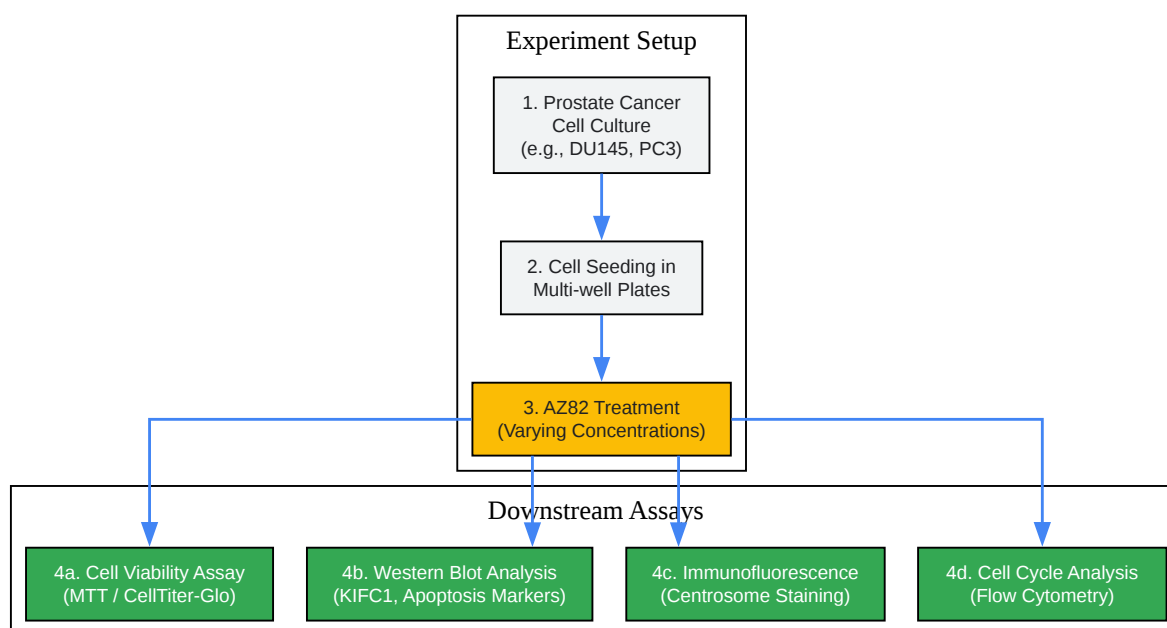 Experiment Setup
1. Prostate Cancer
Cell Culture
(e.g., DU145, PC3)
2. Cell Seeding in
Multi-well Plates
3. AZ82 Treatment
(Varying Concentrations)
Downstream Assays
4a. Cell Viability Assay
(MTT / CellTiter-Glo)
4b. Western Blot Analysis
(KIFC1, Apoptosis Markers)
4c. Immunofluorescence
(Centrosome Staining)
4d. Cell Cycle Analysis
(Flow Cytometry)